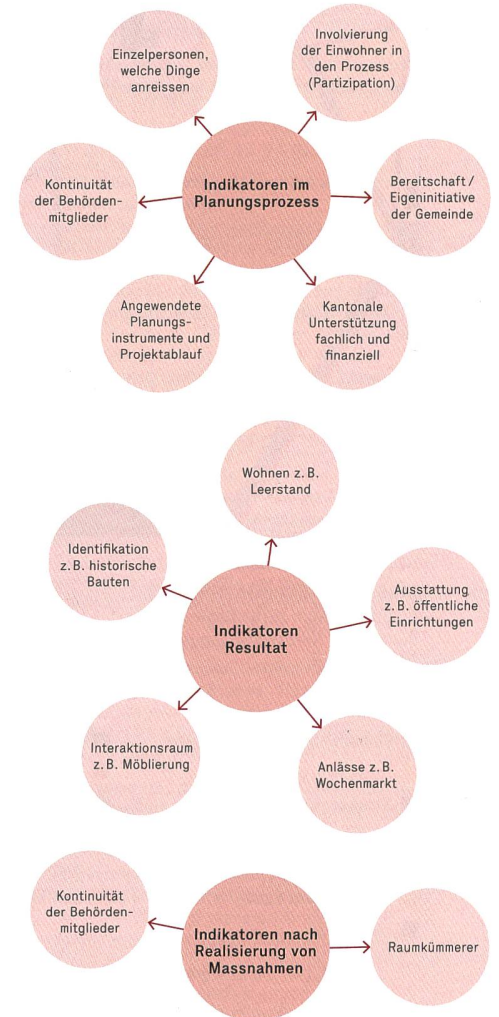 Einzelpersonen,
welche Dinge
anreissen
Involvierung
der Einwohner in
den Prozess
(Partizipation)
Kontinuität
der Behörden-
mitglieder
Indikatoren im
Planungsprozess
Bereitschaft /
Eigeninitiative
der Gemeinde
Angewendete
Planungs-
instrumente und
Projektablauf
Kantonale
Unterstützung
fachlich und
finanziell
Wohnen z. B.
Leerstand
Identifikation
z. B. historische
Bauten
Ausstattung
z. B. öffentliche
Einrichtungen
Indikatoren
Resultat
Interaktionsraum
z. B. Möblierung
Anlässe z. B.
Wochenmarkt
Kontinuität
der Behörden-
mitglieder
Indikatoren nach
Realisierung von
Massnahmen
Raumkümmerer